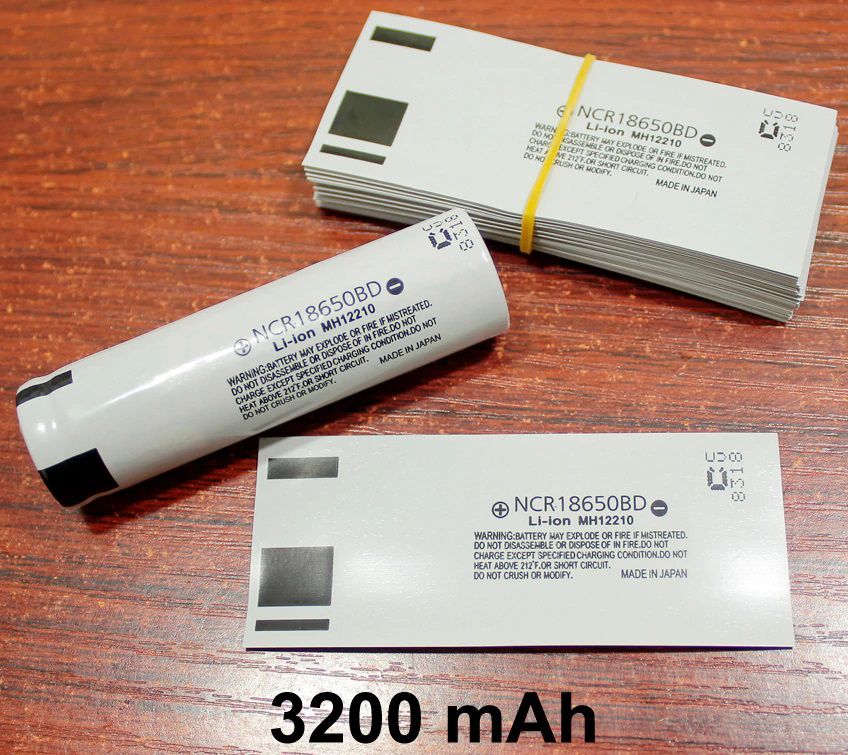 ⊕NCR18650BD⊖
Li-ion MH12210
WARNING:BATTERY MAY EXPLODE OR FIRE IF MISTREATED.
DO NOT DISASSEMBLE OR DISPOSE OF IN FIRE.DO NOT
CHARGE EXCEPT SPECIFIED CHARGING CONDITION.DO NOT
HEAT ABOVE 212°F.OR SHORT CIRCUIT.
DO NOT CRUSH OR MODIFY.
MADE IN JAPAN
8318
⊕NCR18650BD⊖
Li-ion MH12210
WARNING:BATTERY MAY EXPLODE OR FIRE IF MISTREATED.
DO NOT DISASSEMBLE OR DISPOSE OF IN FIRE.DO NOT
CHARGE EXCEPT SPECIFIED CHARGING CONDITION.DO NOT
HEAT ABOVE 212°F.OR SHORT CIRCUIT.
DO NOT CRUSH OR MODIFY.
MADE IN JAPAN
8318
⊕NCR18650BD⊖
Li-ion MH12210
WARNING:BATTERY MAY EXPLODE OR FIRE IF MISTREATED.
DO NOT DISASSEMBLE OR DISPOSE OF IN FIRE.DO NOT
CHARGE EXCEPT SPECIFIED CHARGING CONDITION.DO NOT
HEAT ABOVE 212°F.OR SHORT CIRCUIT.
DO NOT CRUSH OR MODIFY.
MADE IN JAPAN
8318
3200 mAh